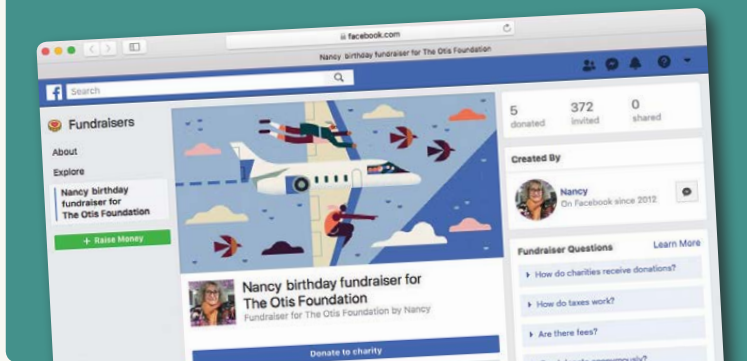 facebook.com
Nancy birthday fundraiser for The Otis Foundation
f
Search
Fundraisers
About
Explore
Nancy birthday
fundraiser for
The Otis Foundation
+ Raise Money
Nancy birthday fundraiser for
The Otis Foundation
Fundraiser for The Otis Foundation by Nancy
Donate to charity
5
donated
372
invited
0
shared
Created By
Nancy
On Facebook since 2012
Fundraiser Questions
Learn More
How do charities receive donations?
How do taxes work?
Are there fees?